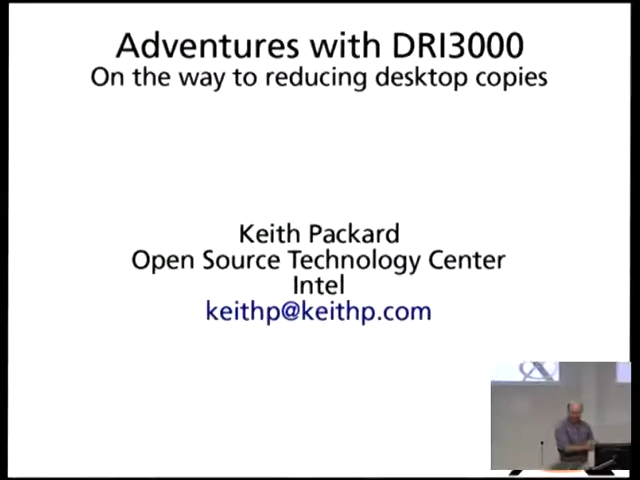 Adventures with DRI3000
On the way to reducing desktop copies
Keith Packard
Open Source Technology Center
Intel
keithp@keithp.com